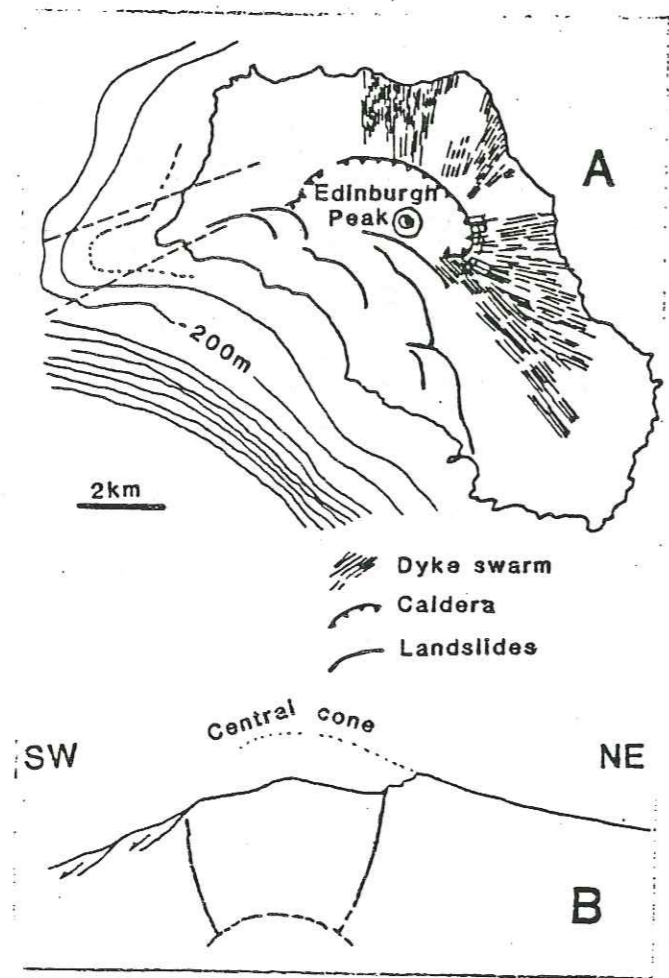 A
Edinburgh
Peak
-200m
2km
Dyke swarm
Caldera
Landslides
Central cone
SW
NE
B